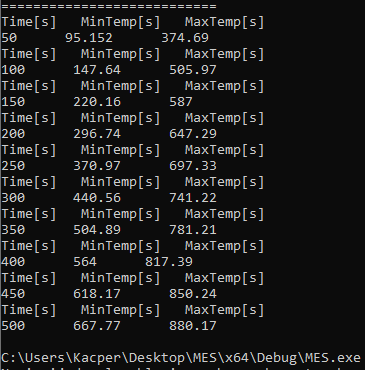 ===========================
Time[s]   MinTemp[s]   MaxTemp[s]
50      95.152      374.69
Time[s]   MinTemp[s]   MaxTemp[s]
100      147.64      505.97
Time[s]   MinTemp[s]   MaxTemp[s]
150      220.16      587
Time[s]   MinTemp[s]   MaxTemp[s]
200      296.74      647.29
Time[s]   MinTemp[s]   MaxTemp[s]
250      370.97      697.33
Time[s]   MinTemp[s]   MaxTemp[s]
300      440.56      741.22
Time[s]   MinTemp[s]   MaxTemp[s]
350      504.89      781.21
Time[s]   MinTemp[s]   MaxTemp[s]
400      564      817.39
Time[s]   MinTemp[s]   MaxTemp[s]
450      618.17      850.24
Time[s]   MinTemp[s]   MaxTemp[s]
500      667.77      880.17
C:\Users\Kacper\Desktop\MES\x64\Debug\MES.exe